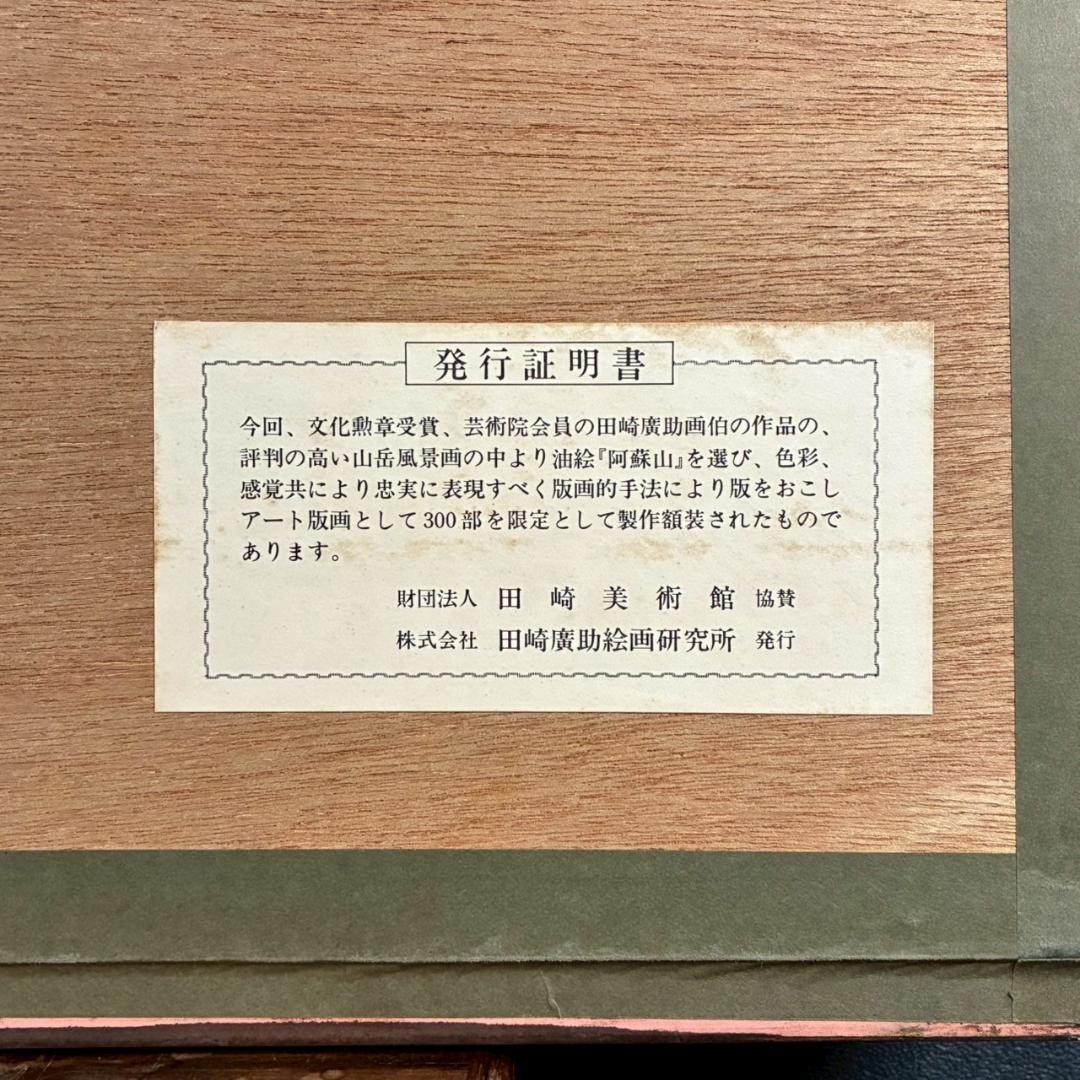 発行証明書
今回、文化勲章受賞、芸術院会員の田崎廣助画伯の作品の、
評判の高い山岳風景画の中より油絵『阿蘇山』を選び、色彩、
感覚共により忠実に表現すべく版画的手法により版をおこし
アート版画として300部を限定として製作額装されたもので
あります。
財団法人 田崎美術館 協賛
株式会社 田崎廣助絵画研究所 発行